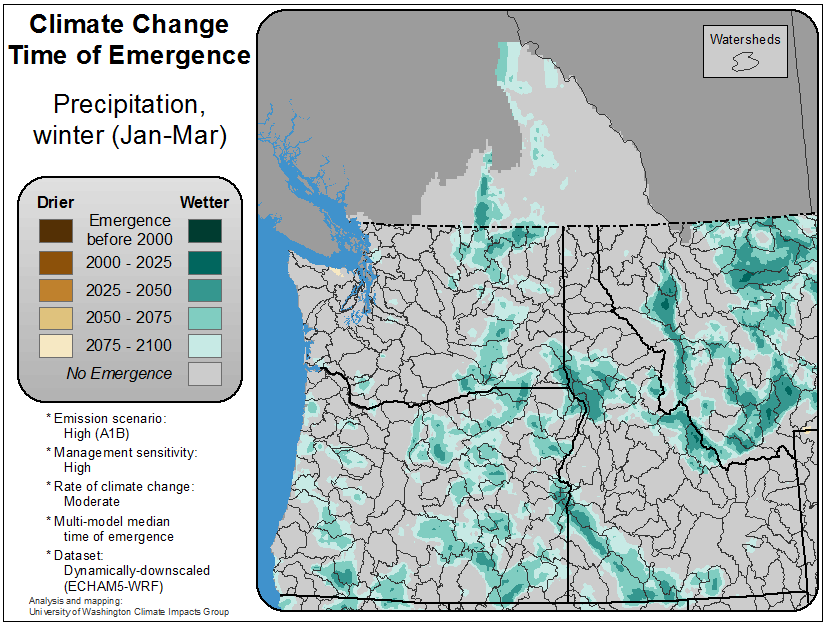 Climate Change
Time of Emergence
Precipitation,
winter (Jan-Mar)
Drier
Wetter
Emergence
before 2000
2000 - 2025
2025 - 2050
2050 - 2075
2075 - 2100
No Emergence
* Emission scenario:
High (A1B)
* Management sensitivity:
High
* Rate of climate change:
Moderate
* Multi-model median
time of emergence
* Dataset:
Dynamically-downscaled
(ECHAM5-WRF)
Analysis and mapping:
University of Washington Climate Impacts Group
Watersheds